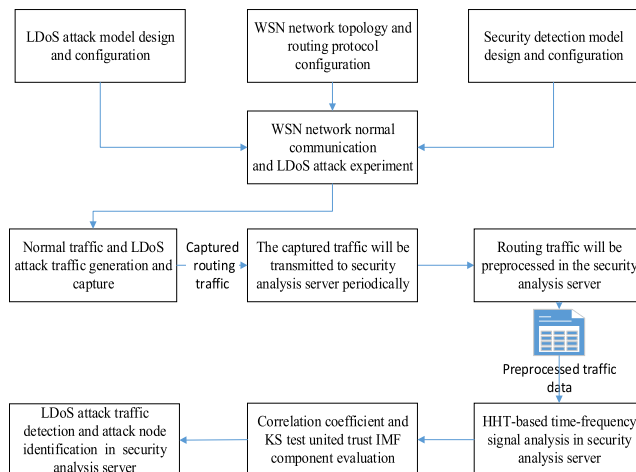 LDoS attack model design
and configuration
WSN network topology and
routing protocol
configuration
Security detection model
design and configuration
WSN network normal
communication
and LDoS attack experiment
Normal traffic and LDoS
attack traffic generation and
capture
Captured
routing
traffic
The captured traffic will be
transmitted to security
analysis server periodically
Routing traffic will be
preprocessed in the security
analysis server
Preprocessed traffic
data
LDoS attack traffic
detection and attack node
identification in security
analysis server
Correlation coefficient and
KS test united trust IMF
component evaluation
HHT-based time-frequency
signal analysis in security
analysis server